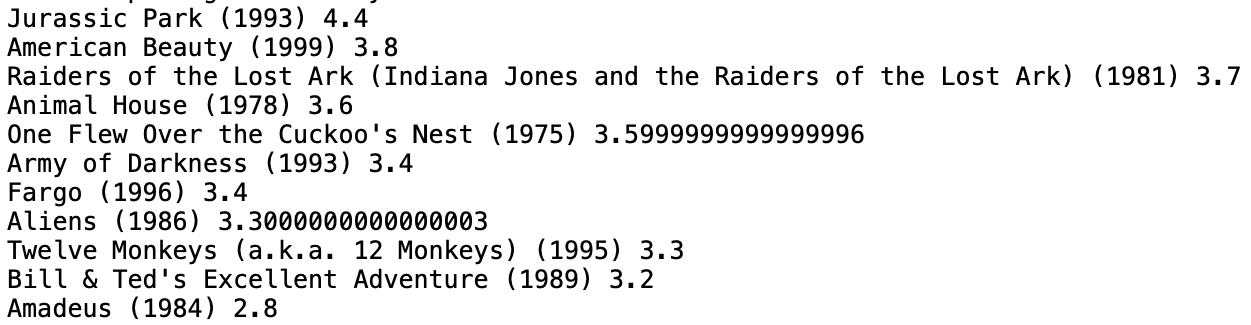 Jurassic Park (1993) 4.4
American Beauty (1999) 3.8
Raiders of the Lost Ark (Indiana Jones and the Raiders of the Lost Ark) (1981) 3.7
Animal House (1978) 3.6
One Flew Over the Cuckoo's Nest (1975) 3.5999999999999996
Army of Darkness (1993) 3.4
Fargo (1996) 3.4
Aliens (1986) 3.3000000000000003
Twelve Monkeys (a.k.a. 12 Monkeys) (1995) 3.3
Bill & Ted's Excellent Adventure (1989) 3.2
Amadeus (1984) 2.8